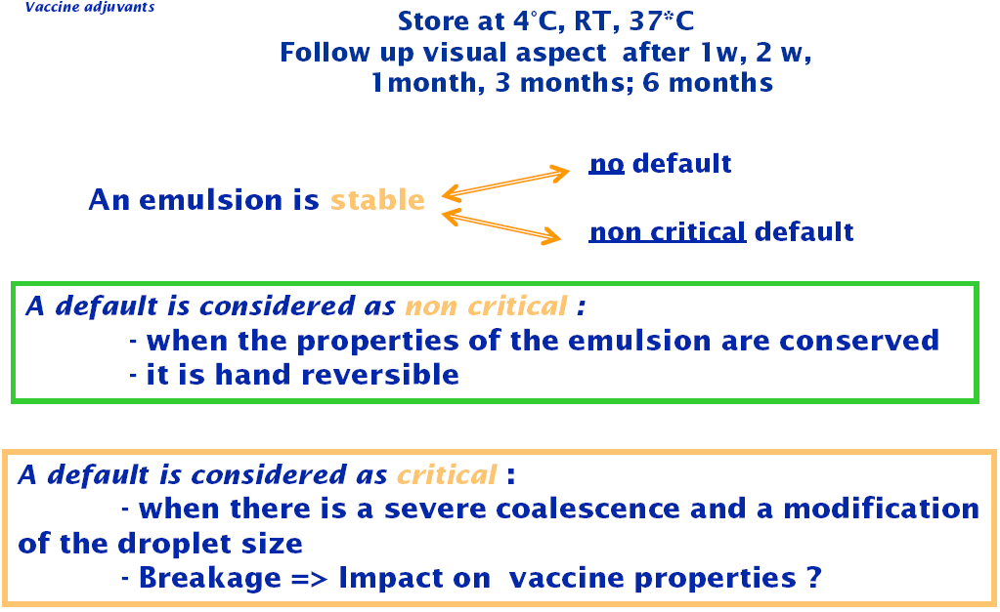 Vaccine adjuvants
Store at 4°C, RT, 37°C
Follow up visual aspect after 1w, 2 w,
1month, 3 months; 6 months
no default
An emulsion is stable
non critical default
A default is considered as non critical :
- when the properties of the emulsion are conserved
- it is hand reversible
A default is considered as critical :
- when there is a severe coalescence and a modification
of the droplet size
- Breakage => Impact on vaccine properties ?